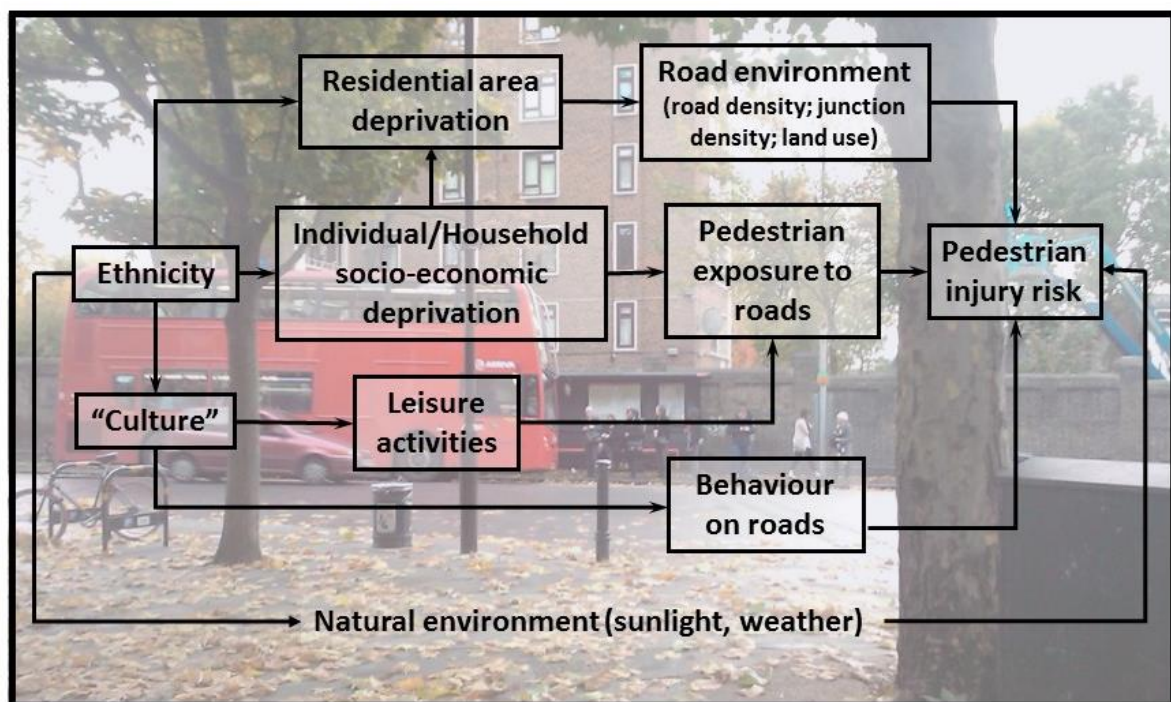 Residential area
deprivation
Road environment
(road density; junction
density; land use)
Individual/Household
socio-economic
deprivation
Pedestrian
exposure to
roads
Pedestrian
injury risk
Ethnicity
“Culture”
Leisure
activities
Behaviour
on roads
Natural environment (sunlight, weather)